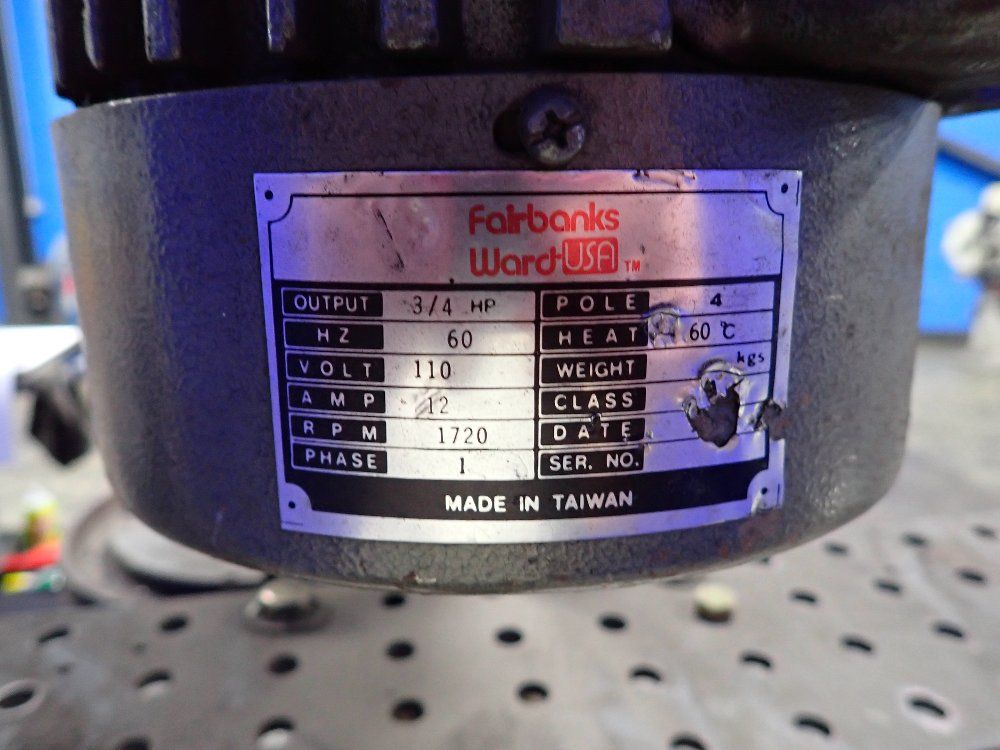 Fairbanks
Ward USA TM
OUTPUT 3/4 HP POLE 4
HZ 60 HEAT 60 °C
VOLT 110 WEIGHT kgs
AMP 12 CLASS
RPM 1720 DATE
PHASE 1 SER. NO.
MADE IN TAIWAN